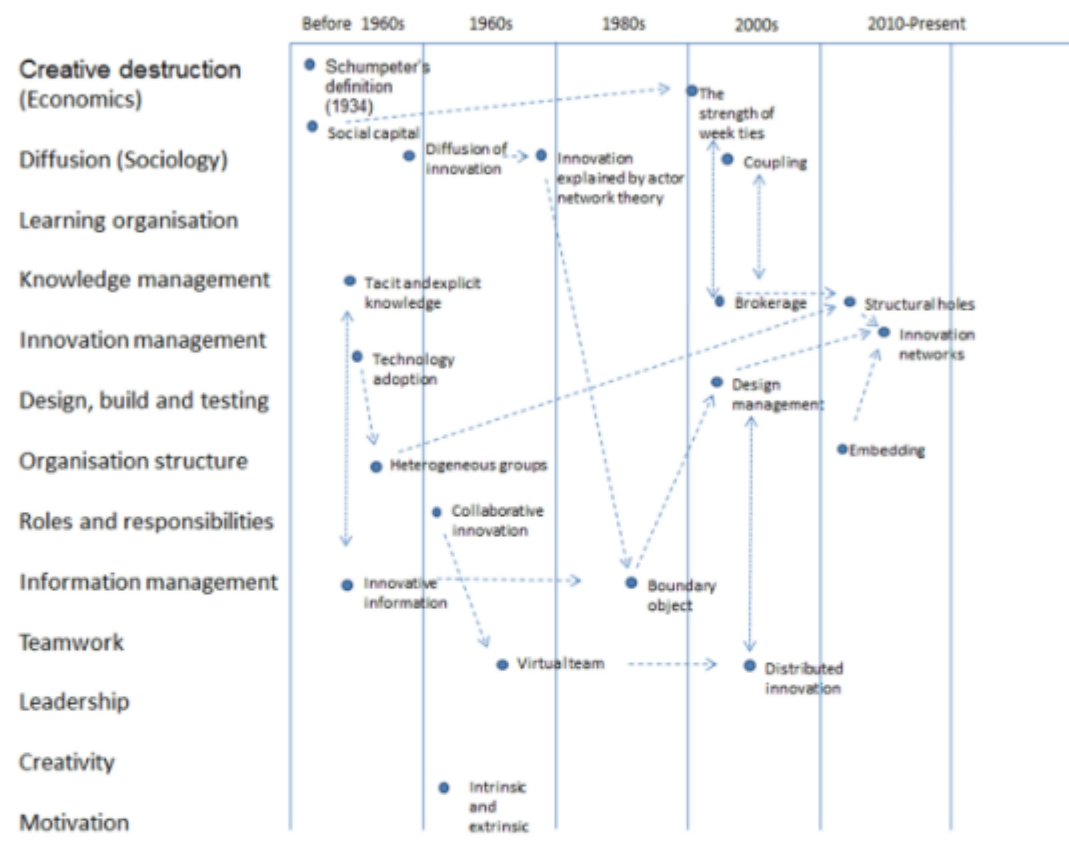 Before 1960s
1960s
1980s
2000s
2010-Present
Creative destruction
(Economics)
Schumpeter's
definition
(1934)
Social capital
The
strength of
week ties
Diffusion (Sociology)
Diffusion of
innovation
Innovation
explained by actor
network theory
Coupling
Learning organisation
Knowledge management
Tacit and explicit
knowledge
Brokerage
Structural holes
Innovation management
Technology
adoption
Innovation
networks
Design, build and testing
Design
management
Organisation structure
Heterogeneous groups
Embedding
Roles and responsibilities
Collaborative
innovation
Information management
Innovative
information
Boundary
object
Teamwork
Virtual team
Distributed
innovation
Leadership
Creativity
Intrinsic
and
extrinsic
Motivation